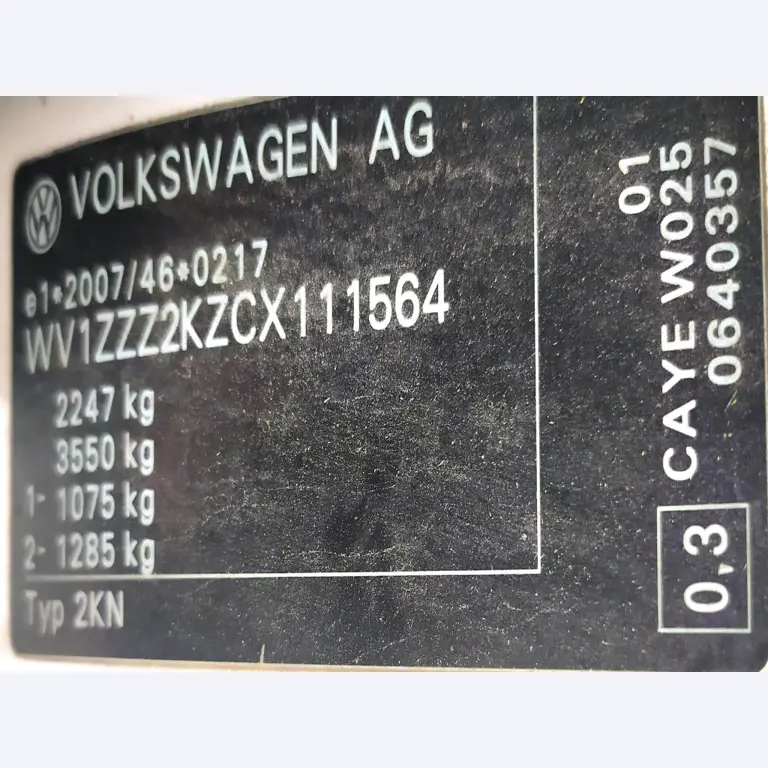 VOLKSWAGEN AG
e1*2007/46*0217
WV1ZZZ2KZCX111564
2247 kg
3550 kg
1- 1075 kg
2- 1285 kg
Typ 2KN
01
CAYE W025
0640357
0,3